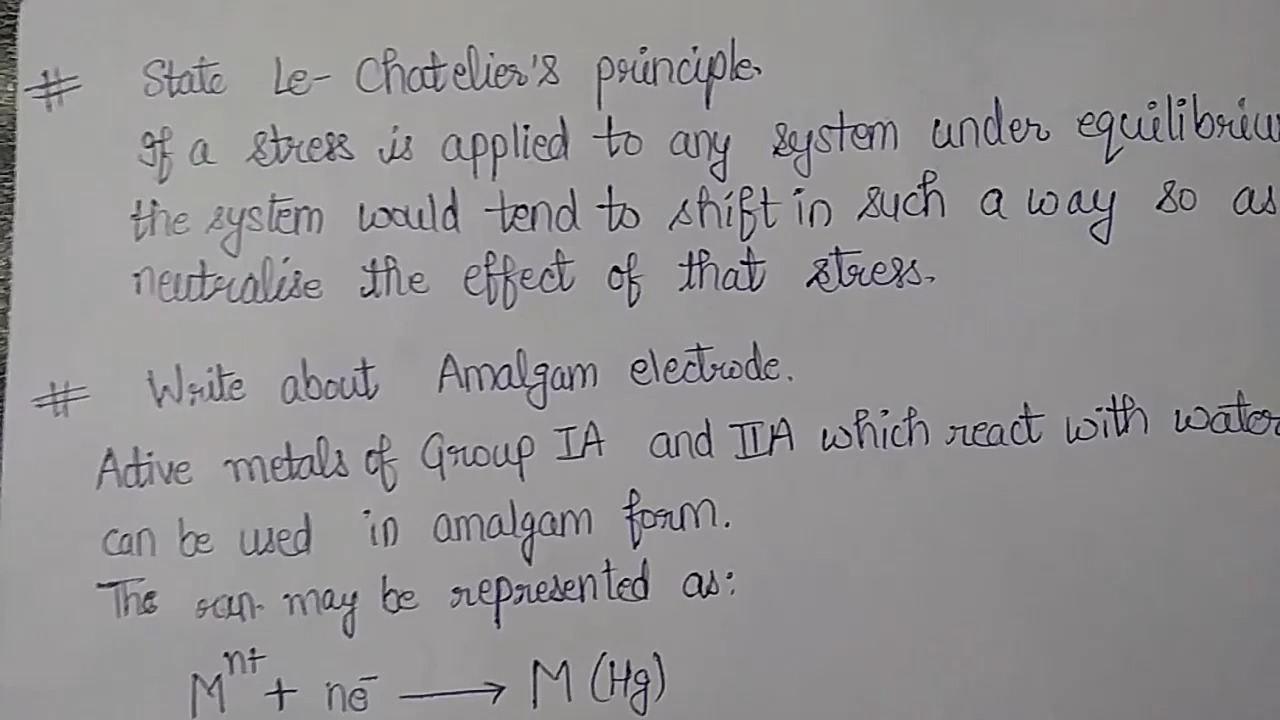 # State Le- Chatelier's principle.
If a stress is applied to any system under equilibriu
the system would tend to shift in such a way so as
neutralise the effect of that stress.
# Write about Amalgam electrode.
Active metals of Group IA and IIA which react with water
can be used in amalgam form.
The rxn may be represented as:
Mⁿ⁺ + ne⁻ ⟶ M (Hg)